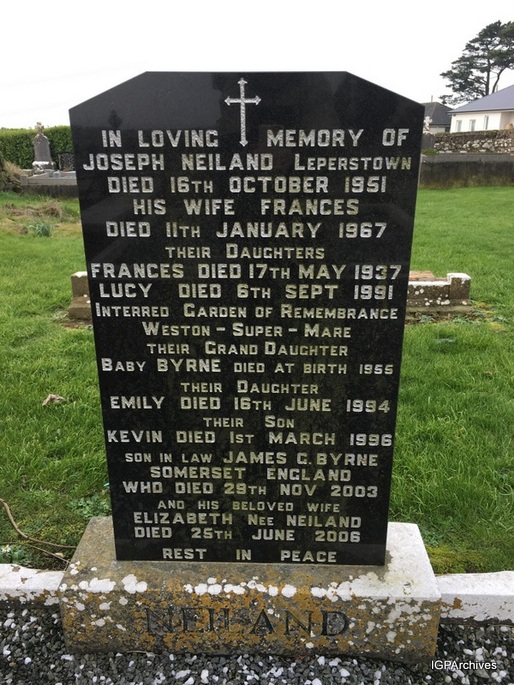 IN LOVING MEMORY OF
JOSEPH NEILAND LEPERSTOWN
DIED 16TH OCTOBER 1951
HIS WIFE FRANCES
DIED 11TH JANUARY 1967
THEIR DAUGHTERS
FRANCES DIED 17TH MAY 1937
LUCY DIED 6TH SEPT 1991
INTERRED GARDEN OF REMEMBRANCE
WESTON - SUPER - MARE
THEIR GRAND DAUGHTER
BABY BYRNE DIED AT BIRTH 1955
THEIR DAUGHTER
EMILY DIED 16TH JUNE 1994
THEIR SON
KEVIN DIED 1ST MARCH 1996
SON IN LAW JAMES G. BYRNE
SOMERSET ENGLAND
WHO DIED 29TH NOV 2003
AND HIS BELOVED WIFE
ELIZABETH NEE NEILAND
DIED 25TH JUNE 2006
REST IN PEACE
NEILAND
IGPArchives